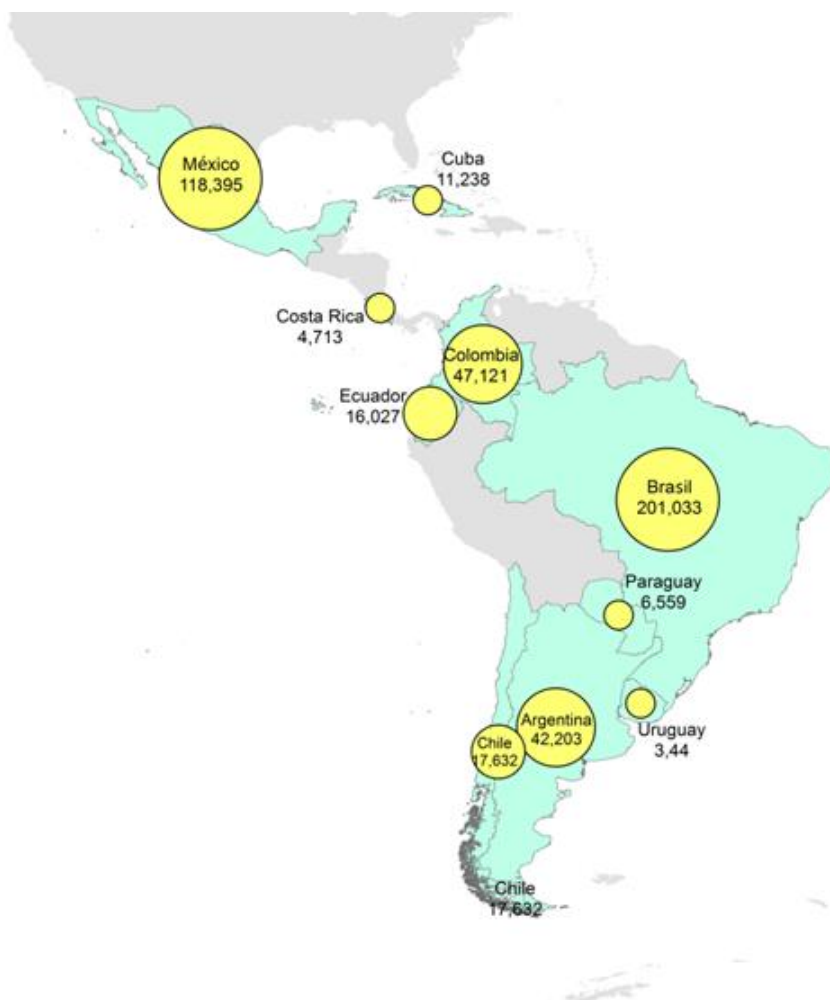 México
118,395
Cuba
11,238
Costa Rica
4,713
Colombia
47,121
Ecuador
16,027
Brasil
201,033
Paraguay
6,559
Argentina
42,203
Uruguay
3,44
Chile
17,632
Chile
17,632